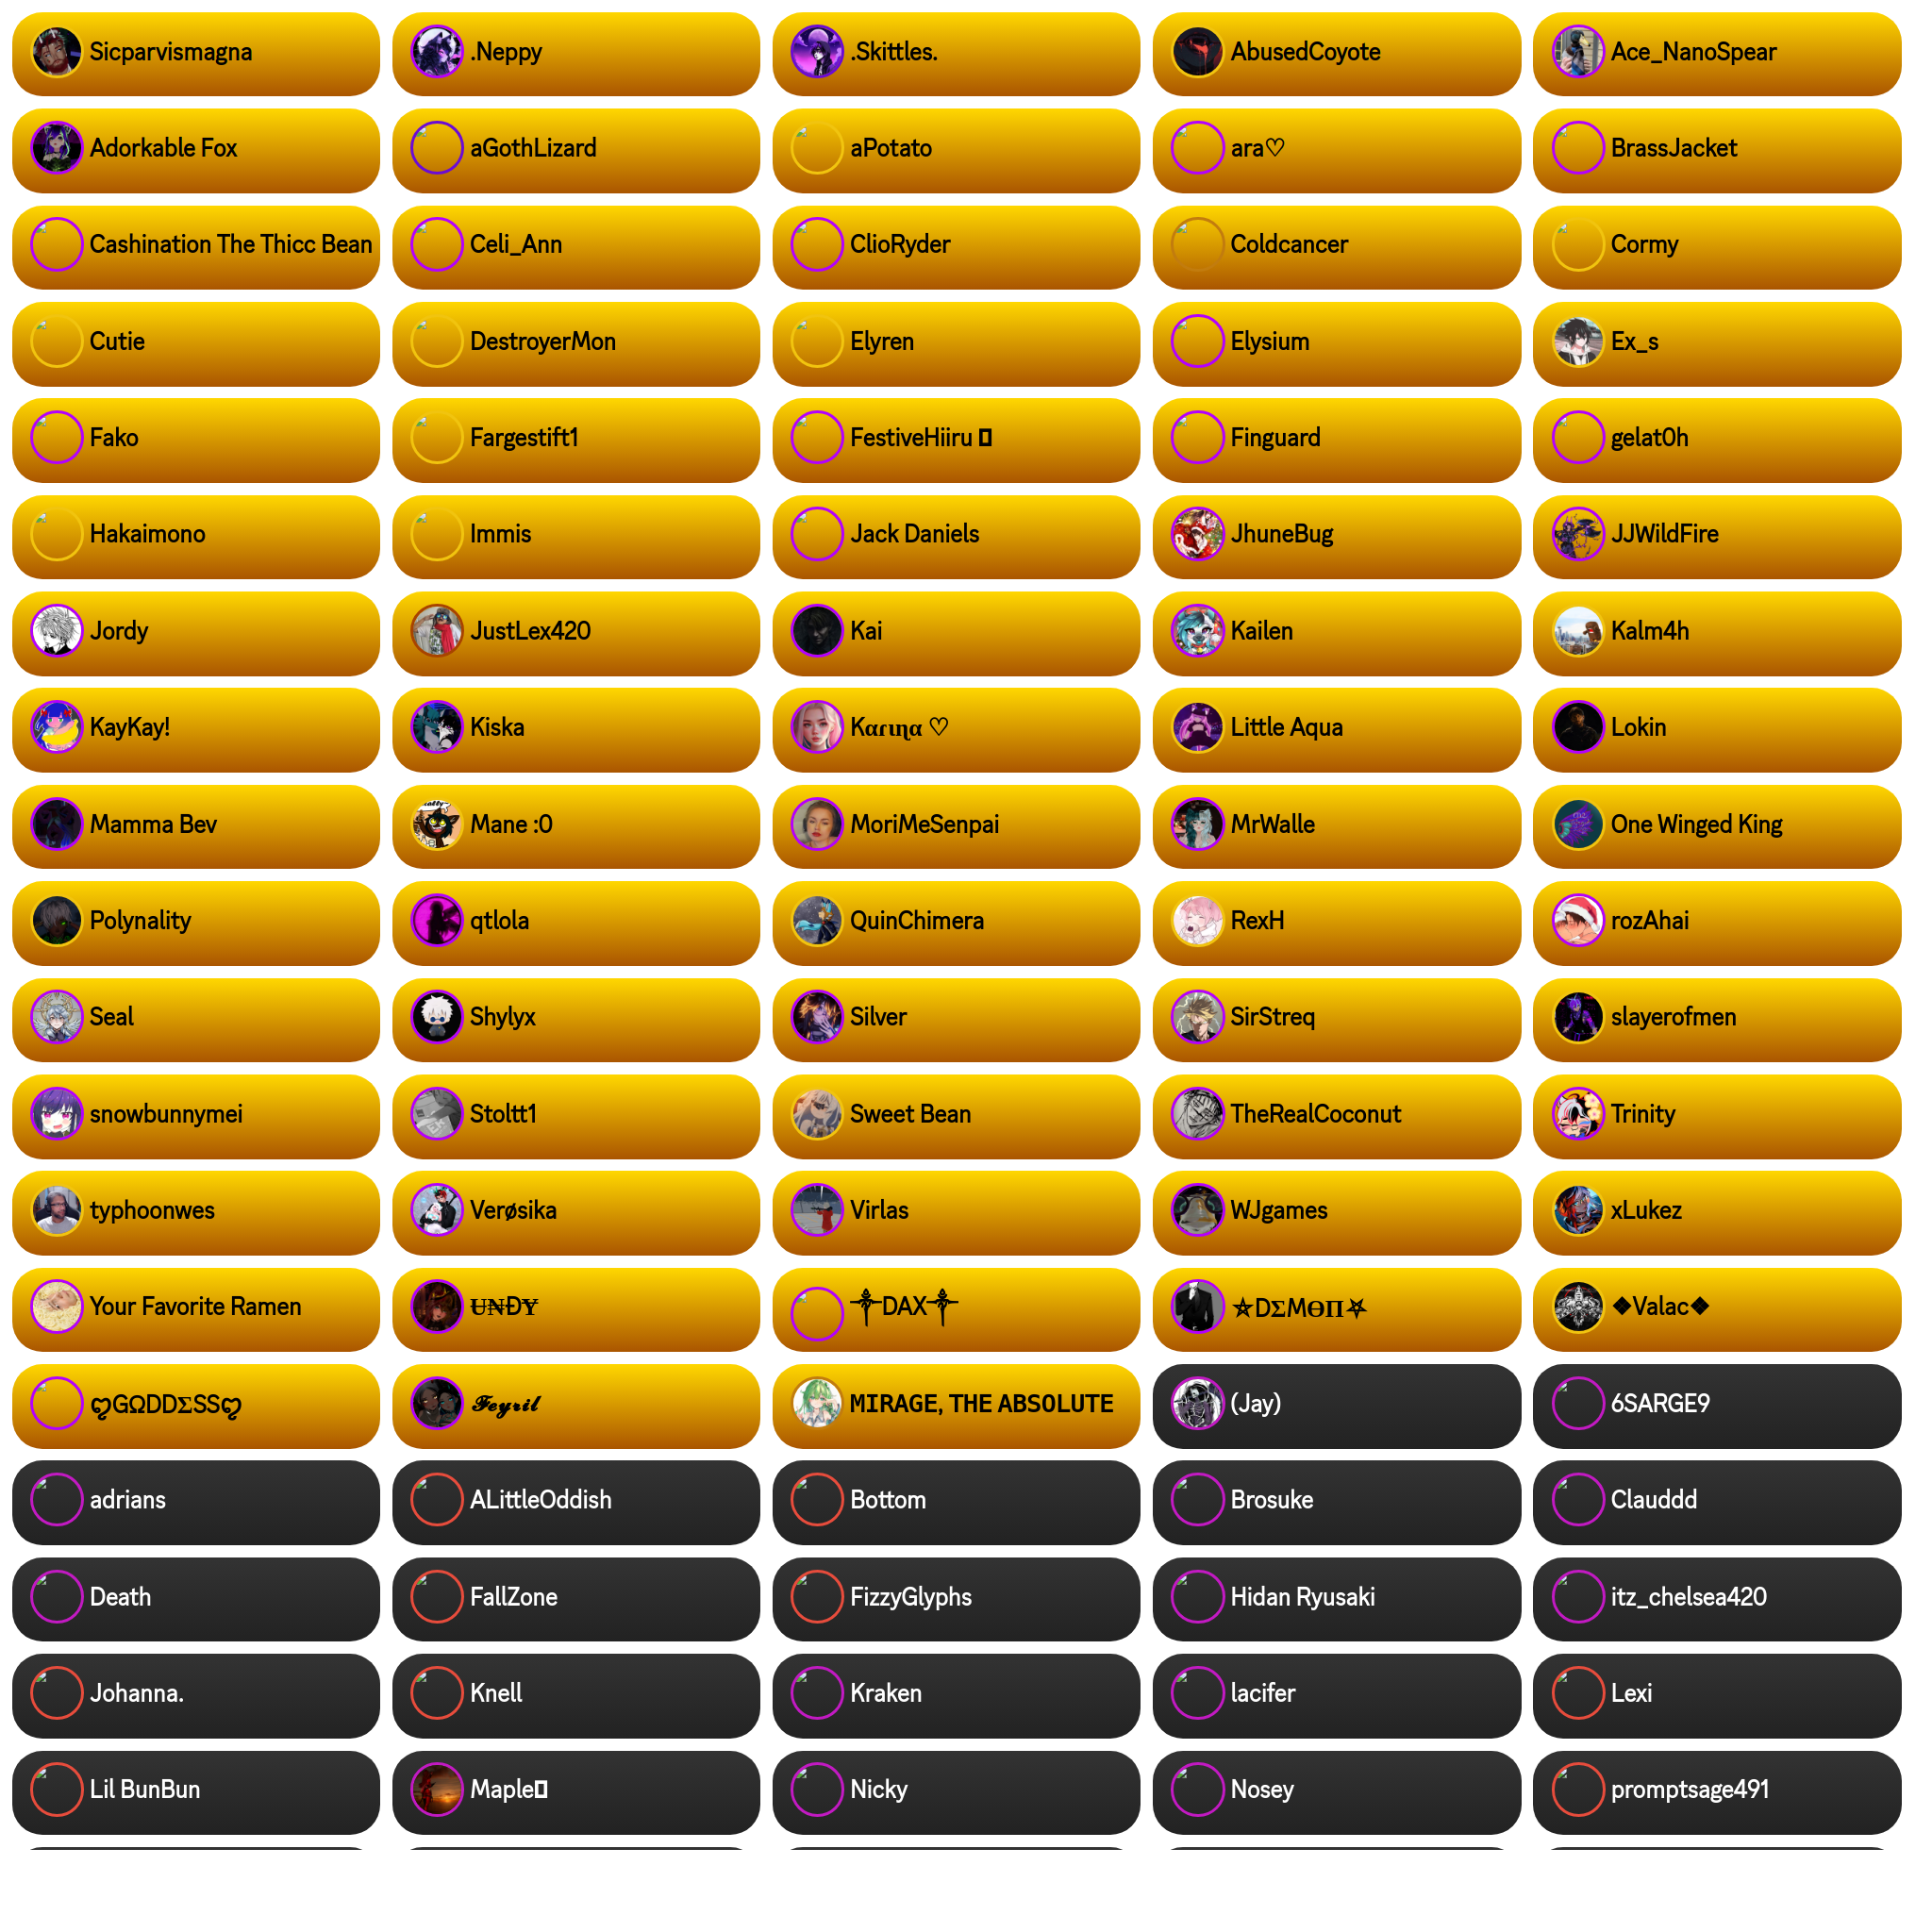 Sicparvismagna
.Neppy
.Skittles.
AbusedCoyote
Ace_NanoSpear
Adorkable Fox
aGothLizard
aPotato
ara♡
BrassJacket
Cashination The Thicc Bean
Celi_Ann
ClioRyder
Coldcancer
Cormy
Cutie
DestroyerMon
Elyren
Elysium
Ex_s
Fako
Fargestift1
FestiveHiiru
Finguard
gelat0h
Hakaimono
Immis
Jack Daniels
JhuneBug
JJWildFire
Jordy
JustLex420
Kai
Kailen
Kalm4h
KayKay!
Kiska
Kαɾιɳα ♡
Little Aqua
Lokin
Mamma Bev
Mane :0
MoriMeSenpai
MrWalle
One Winged King
Polynality
qtlola
QuinChimera
RexH
rozAhai
Seal
Shylyx
Silver
SirStreq
slayerofmen
snowbunnymei
Stoltt1
Sweet Bean
TheRealCoconut
Trinity
typhoonwes
Verøsika
Virlas
WJgames
xLukez
Your Favorite Ramen
U̶N̶ĐY̶
༒DAX༒
⛤DΣMӨП⛧
❖Valac❖
ღGΩDDΣSSღ
𝓕𝓮𝔂𝓻𝓲𝓵
MIRAGE, THE ABSOLUTE
(Jay)
6SARGE9
adrians
ALittleOddish
Bottom
Brosuke
Clauddd
Death
FallZone
FizzyGlyphs
Hidan Ryusaki
itz_chelsea420
Johanna.
Knell
Kraken
lacifer
Lexi
Lil BunBun
Maple
Nicky
Nosey
promptsage491